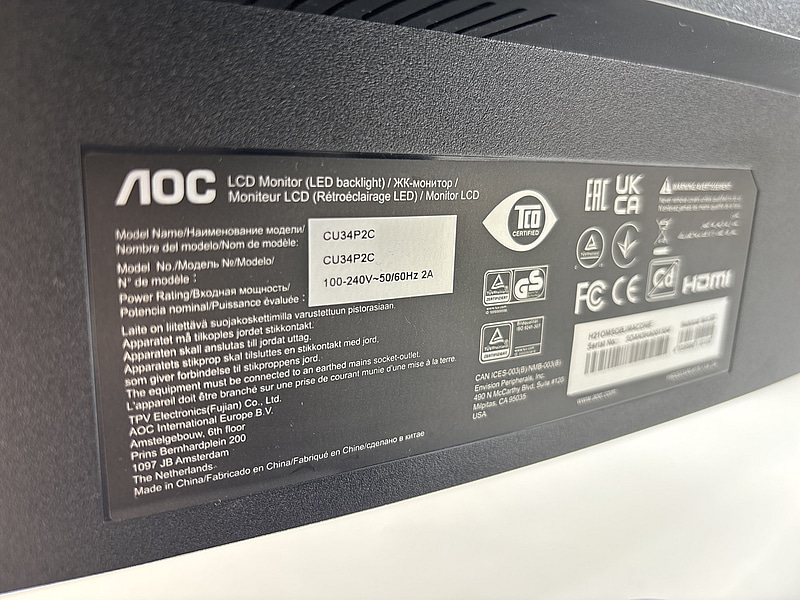 AOC LCD Monitor (LED backlight) / ЖК-монитор /
Moniteur LCD (Rétroéclairage LED) / Monitor LCD
Model Name/Наименование модели/
Nombre del modelo/Nom de modèle:
CU34P2C
Model No./Модель №/Modelo/
N° de modèle :
CU34P2C
Power Rating/Входная мощность/
Potencia nominal/Puissance évaluée :
100-240V~50/60Hz 2A
Laite on liitettävä suojakoskettimilla varustettuun pistorasiaan.
Apparatet må tilkoples jordet stikkontakt.
Apparaten skall anslutas till jordat uttag.
Apparatets stikprop skal tilsluttes en stikkontakt med jord,
som giver forbindelse til stikproppens jord.
The equipment must be connected to an earthed mains socket-outlet.
L'appareil doit être branché sur une prise de courant munie d'une mise à la terre.
TPV Electronics(Fujian) Co., Ltd.
AOC International Europe B.V.
Amstelgebouw, 6th floor
Prins Bernhardplein 200
1097 JB Amsterdam
The Netherlands
Made in China/Fabricado en China/Fabriqué en Chine/сделано в китае
TCO
CERTIFIED
EAC UK
CA
WARNING
GS
FC CE Cd HDMI
CAN ICES-003(B)/NMB-003(B)
Envision Peripherals, Inc.
490 N McCarthy Blvd, Suite #120
Milpitas, CA 95035
USA
Serial No.:
www.aoc.com